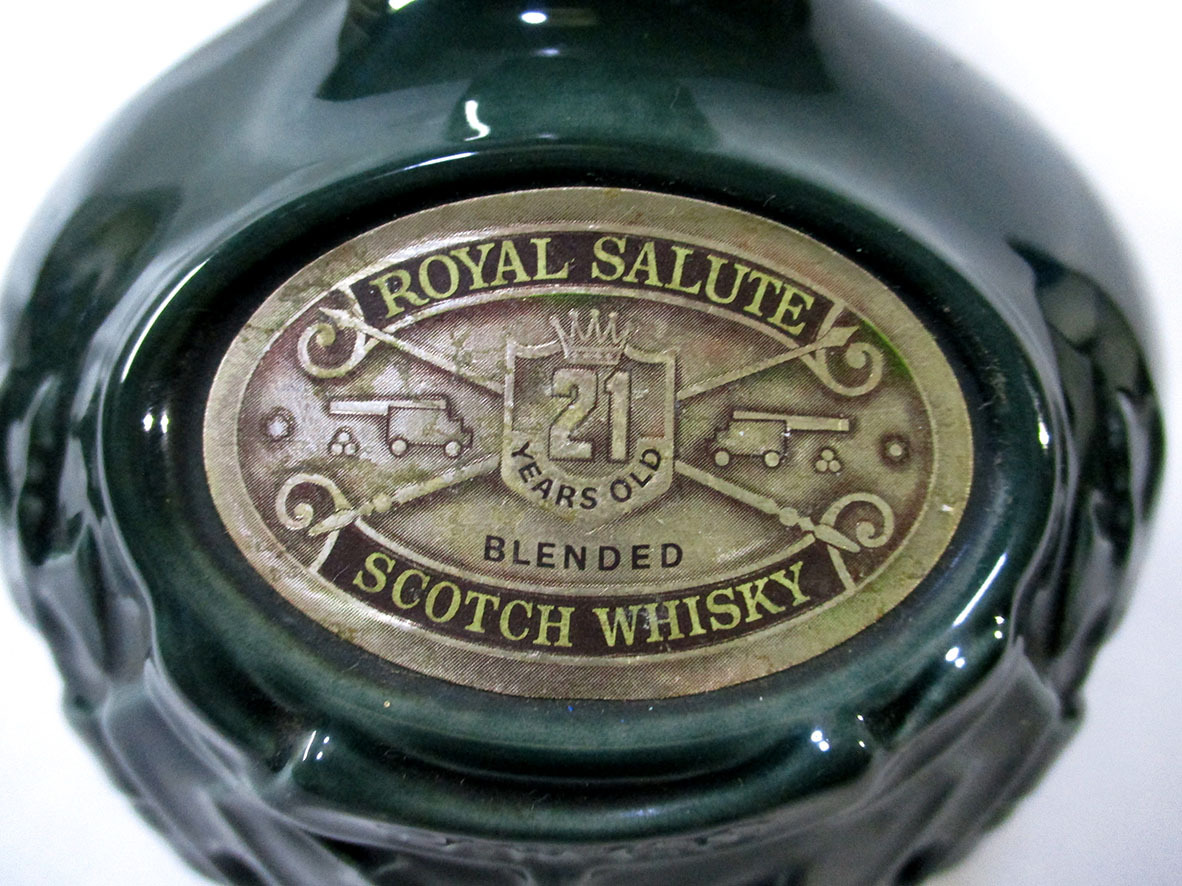 ROYAL SALUTE
21
YEARS OLD
BLENDED
SCOTCH WHISKY